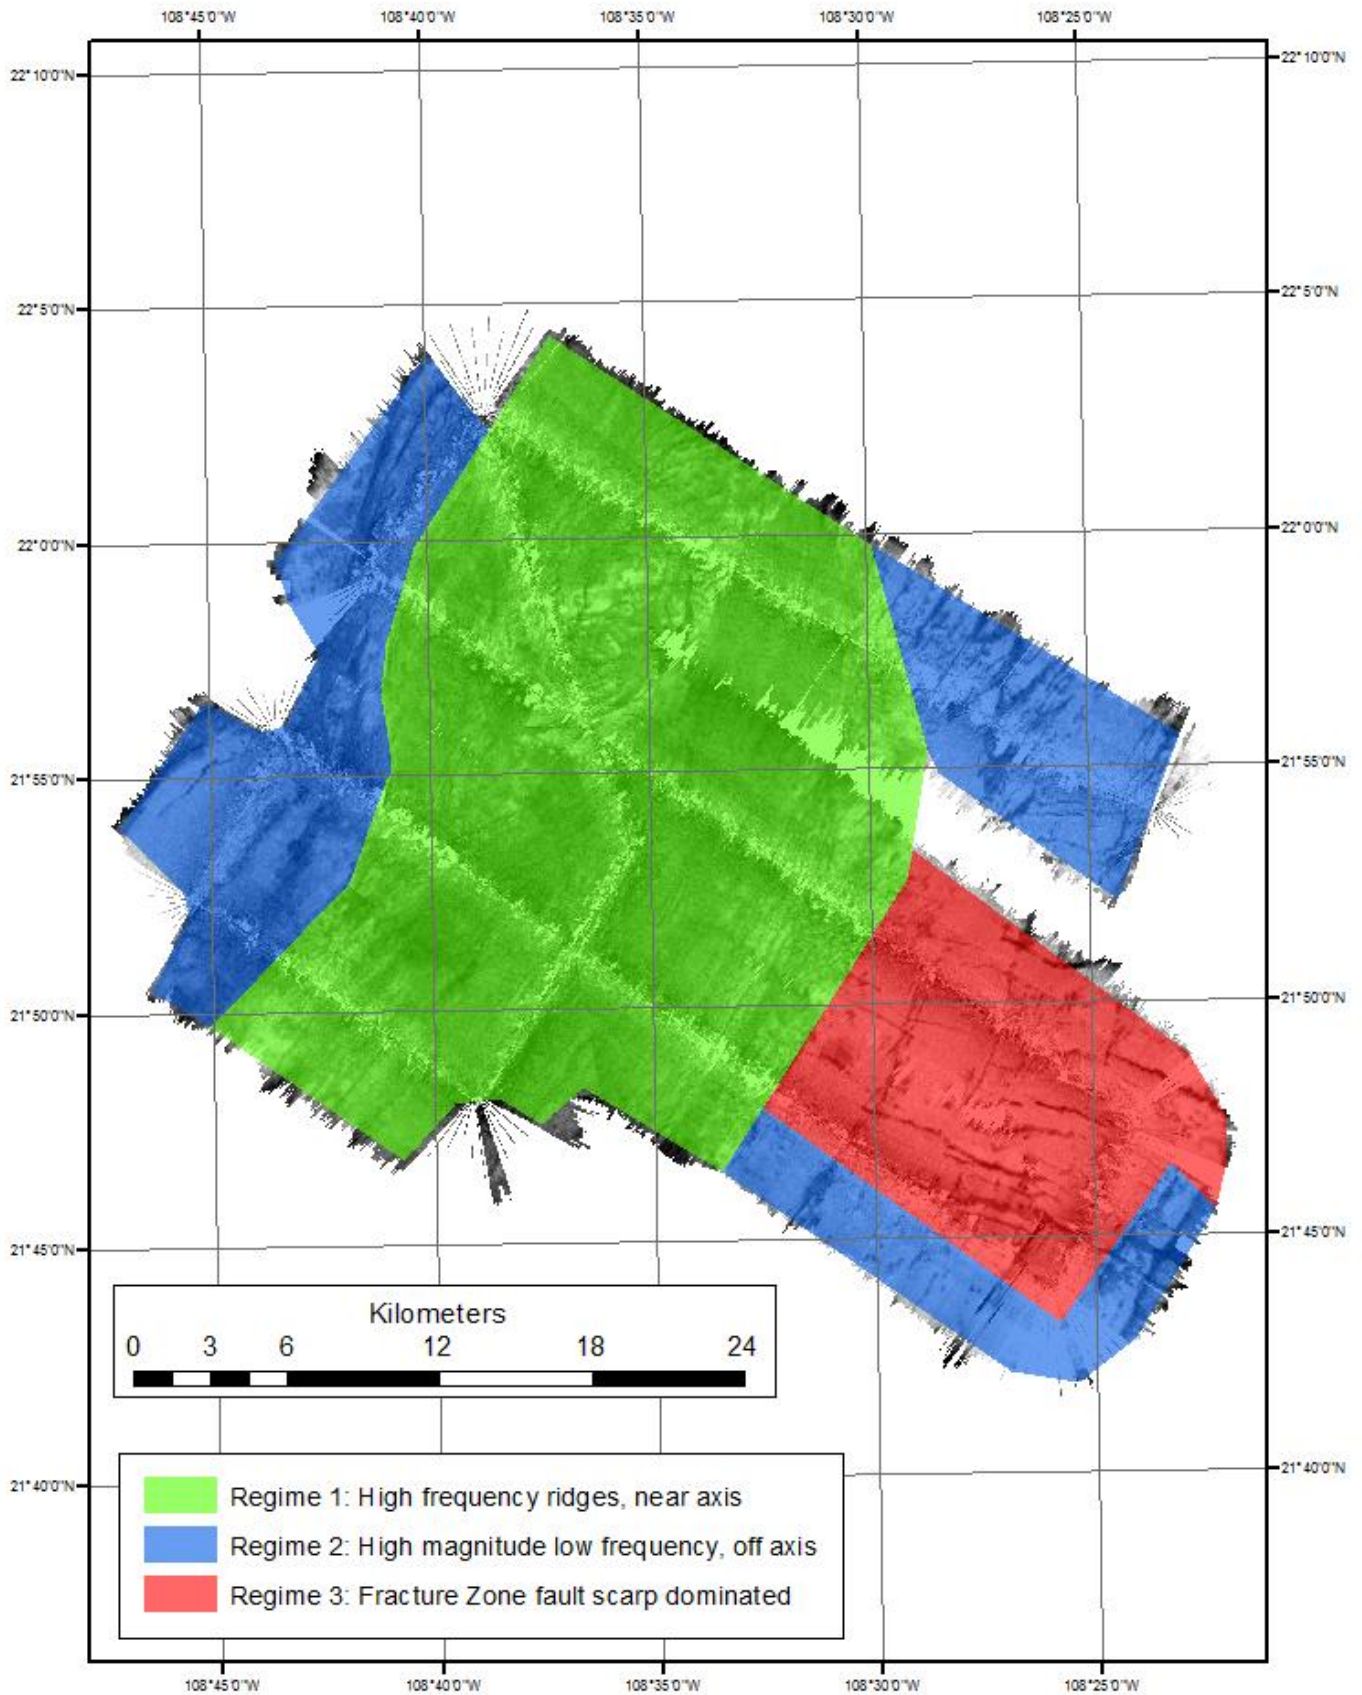 108°45'0"W 108°40'0"W 108°35'0"W 108°30'0"W 108°25'0"W
22°10'0"N 22°10'0"N
22°5'0"N 22°5'0"N
22°0'0"N 22°0'0"N
21°55'0"N 21°55'0"N
21°50'0"N 21°50'0"N
21°45'0"N 21°45'0"N
Kilometers
0 3 6 12 18 24
21°40'0"N 21°40'0"N
Regime 1: High frequency ridges, near axis
Regime 2: High magnitude low frequency, off axis
Regime 3: Fracture Zone fault scarp dominated
108°45'0"W 108°40'0"W 108°35'0"W 108°30'0"W 108°25'0"W